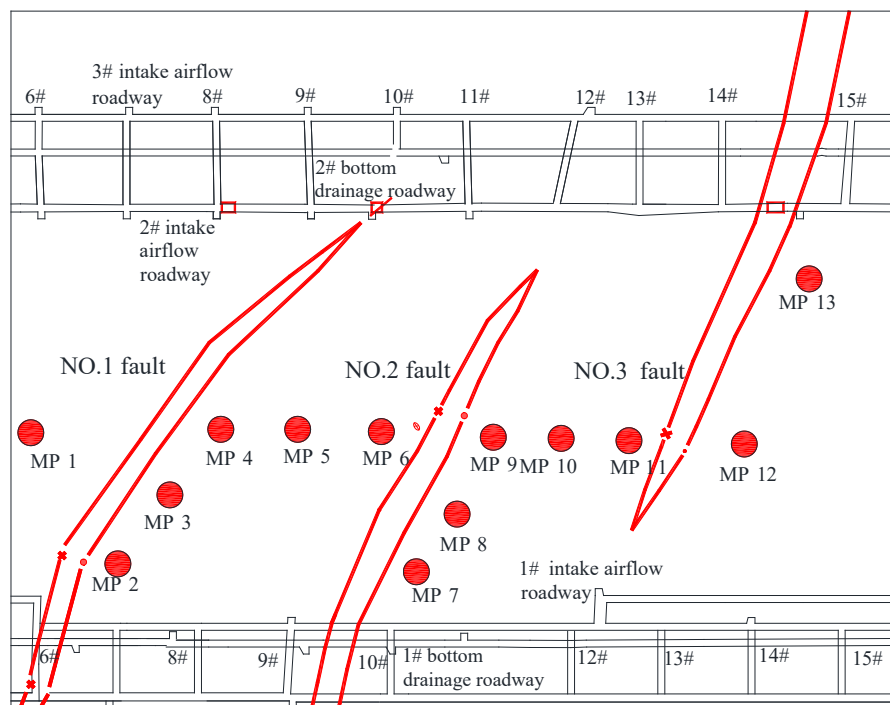 3# intake airflow
roadway
6#
8#
9#
10#
11#
12#
13#
14#
15#
2# bottom
drainage roadway
2# intake
airflow
roadway
MP 13
NO.1 fault
NO.2 fault
NO.3 fault
MP 1
MP 4
MP 5
MP 6
MP 9
MP 10
MP 11
MP 12
MP 3
MP 8
MP 2
MP 7
1# intake airflow
roadway
6#
8#
9#
10#
1# bottom
drainage roadway
12#
13#
14#
15#